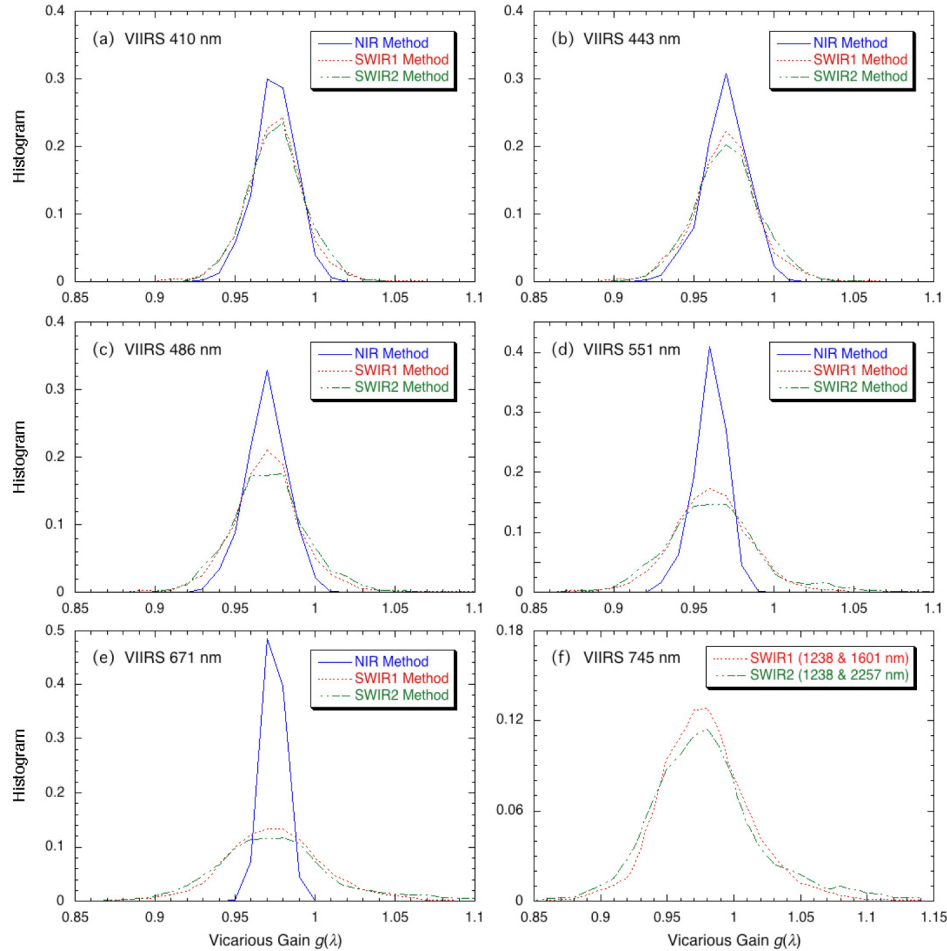 (a) VIIRS 410 nm
NIR Method
SWIR1 Method
SWIR2 Method
Histogram
0.4
0.3
0.2
0.1
0
0.85 0.9 0.95 1 1.05 1.1
(b) VIIRS 443 nm
NIR Method
SWIR1 Method
SWIR2 Method
0.4
0.3
0.2
0.1
0
0.85 0.9 0.95 1 1.05 1.1
(c) VIIRS 486 nm
NIR Method
SWIR1 Method
SWIR2 Method
Histogram
0.4
0.3
0.2
0.1
0
0.85 0.9 0.95 1 1.05 1.1
(d) VIIRS 551 nm
NIR Method
SWIR1 Method
SWIR2 Method
0.4
0.3
0.2
0.1
0
0.85 0.9 0.95 1 1.05 1.1
(e) VIIRS 671 nm
NIR Method
SWIR1 Method
SWIR2 Method
Histogram
0.5
0.4
0.3
0.2
0.1
0
0.85 0.9 0.95 1 1.05 1.1
Vicarious Gain g(λ)
(f) VIIRS 745 nm
SWIR1 (1238 & 1601 nm)
SWIR2 (1238 & 2257 nm)
0.18
0.12
0.06
0
0.85 0.9 0.95 1 1.05 1.1 1.15
Vicarious Gain g(λ)